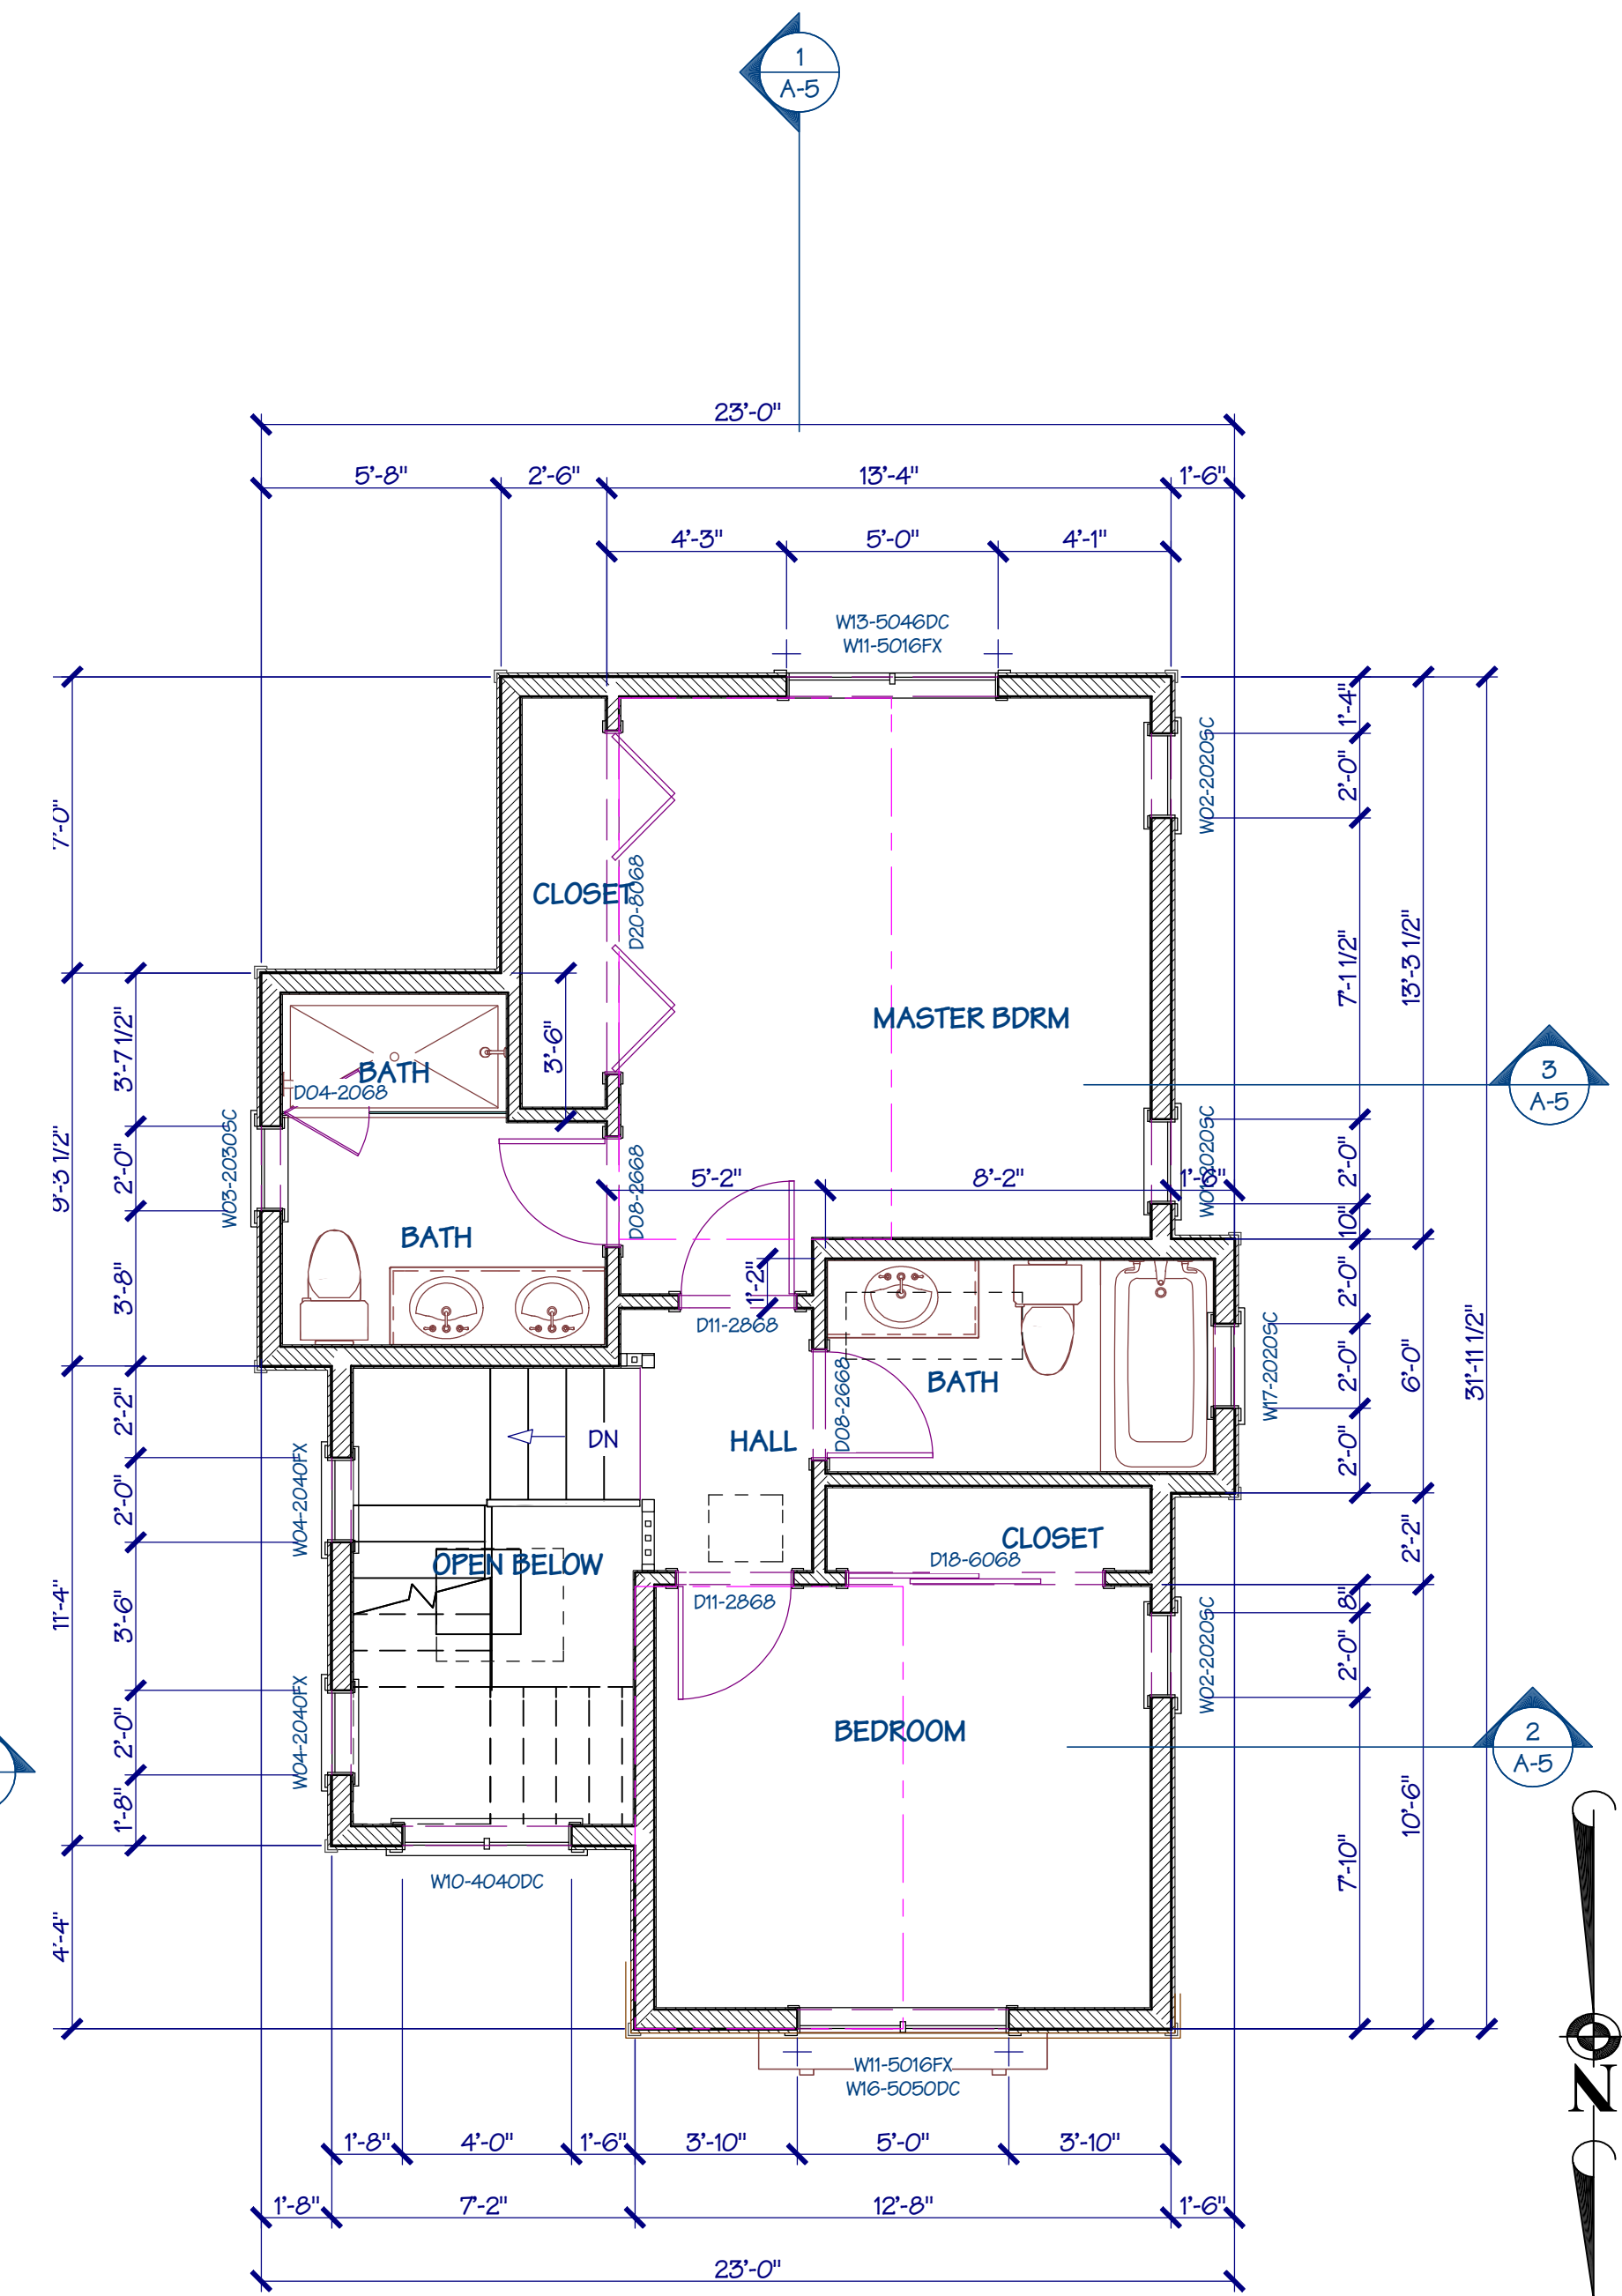 1
A-5
23'-0"
5'-8"
2'-6"
13'-4"
1'-6"
4'-3"
5'-0"
4'-1"
W13-5046DC
W11-5016FX
1'-4"
2'-0"
W02-2020SC
7'-0"
CLOSET
D20-8068
7'-1 1/2"
13'-3 1/2"
MASTER BDRM
3'-6"
3'-7 1/2"
BATH
D04-2068
3
A-5
9'-3 1/2"
2'-0"
W03-2030SC
D08-2668
5'-2"
8'-2"
1'-6"
W01-2020SC
2'-0"
10"
BATH
3'-8"
1'-2"
D11-2868
2'-0"
W17-2020SC
2'-0"
6'-0"
31'-11 1/2"
BATH
D08-2668
2'-2"
DN
HALL
2'-0"
W04-2040FX
2'-0"
OPEN BELOW
CLOSET
D18-6068
2'-2"
11'-4"
3'-6"
D11-2868
8"
2'-0"
W02-2020SC
BEDROOM
2
A-5
2'-0"
W04-2040FX
1'-8"
10'-6"
7'-10"
W10-4040DC
4'-4"
W11-5016FX
W16-5050DC
N
1'-8"
4'-0"
1'-6"
3'-10"
5'-0"
3'-10"
1'-8"
7'-2"
12'-8"
1'-6"
23'-0"